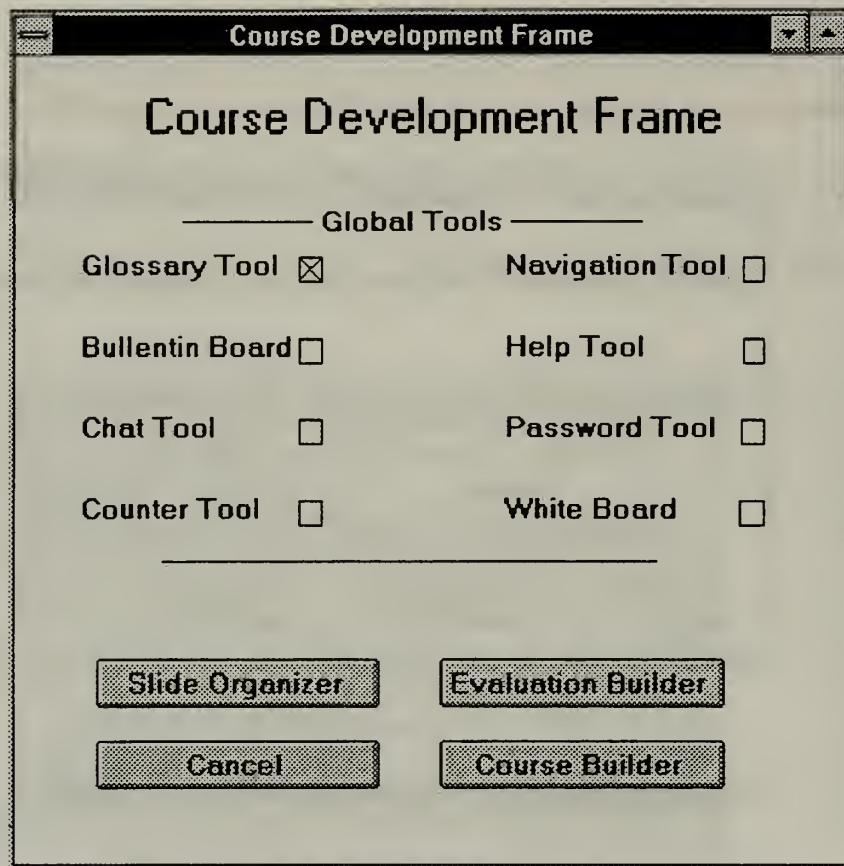 Course Development Frame
Course Development Frame
Global Tools
Glossary Tool Navigation Tool
Bullentin Board Help Tool
Chat Tool Password Tool
Counter Tool White Board
Slide Organizer Evaluation Builder
Cancel Course Builder